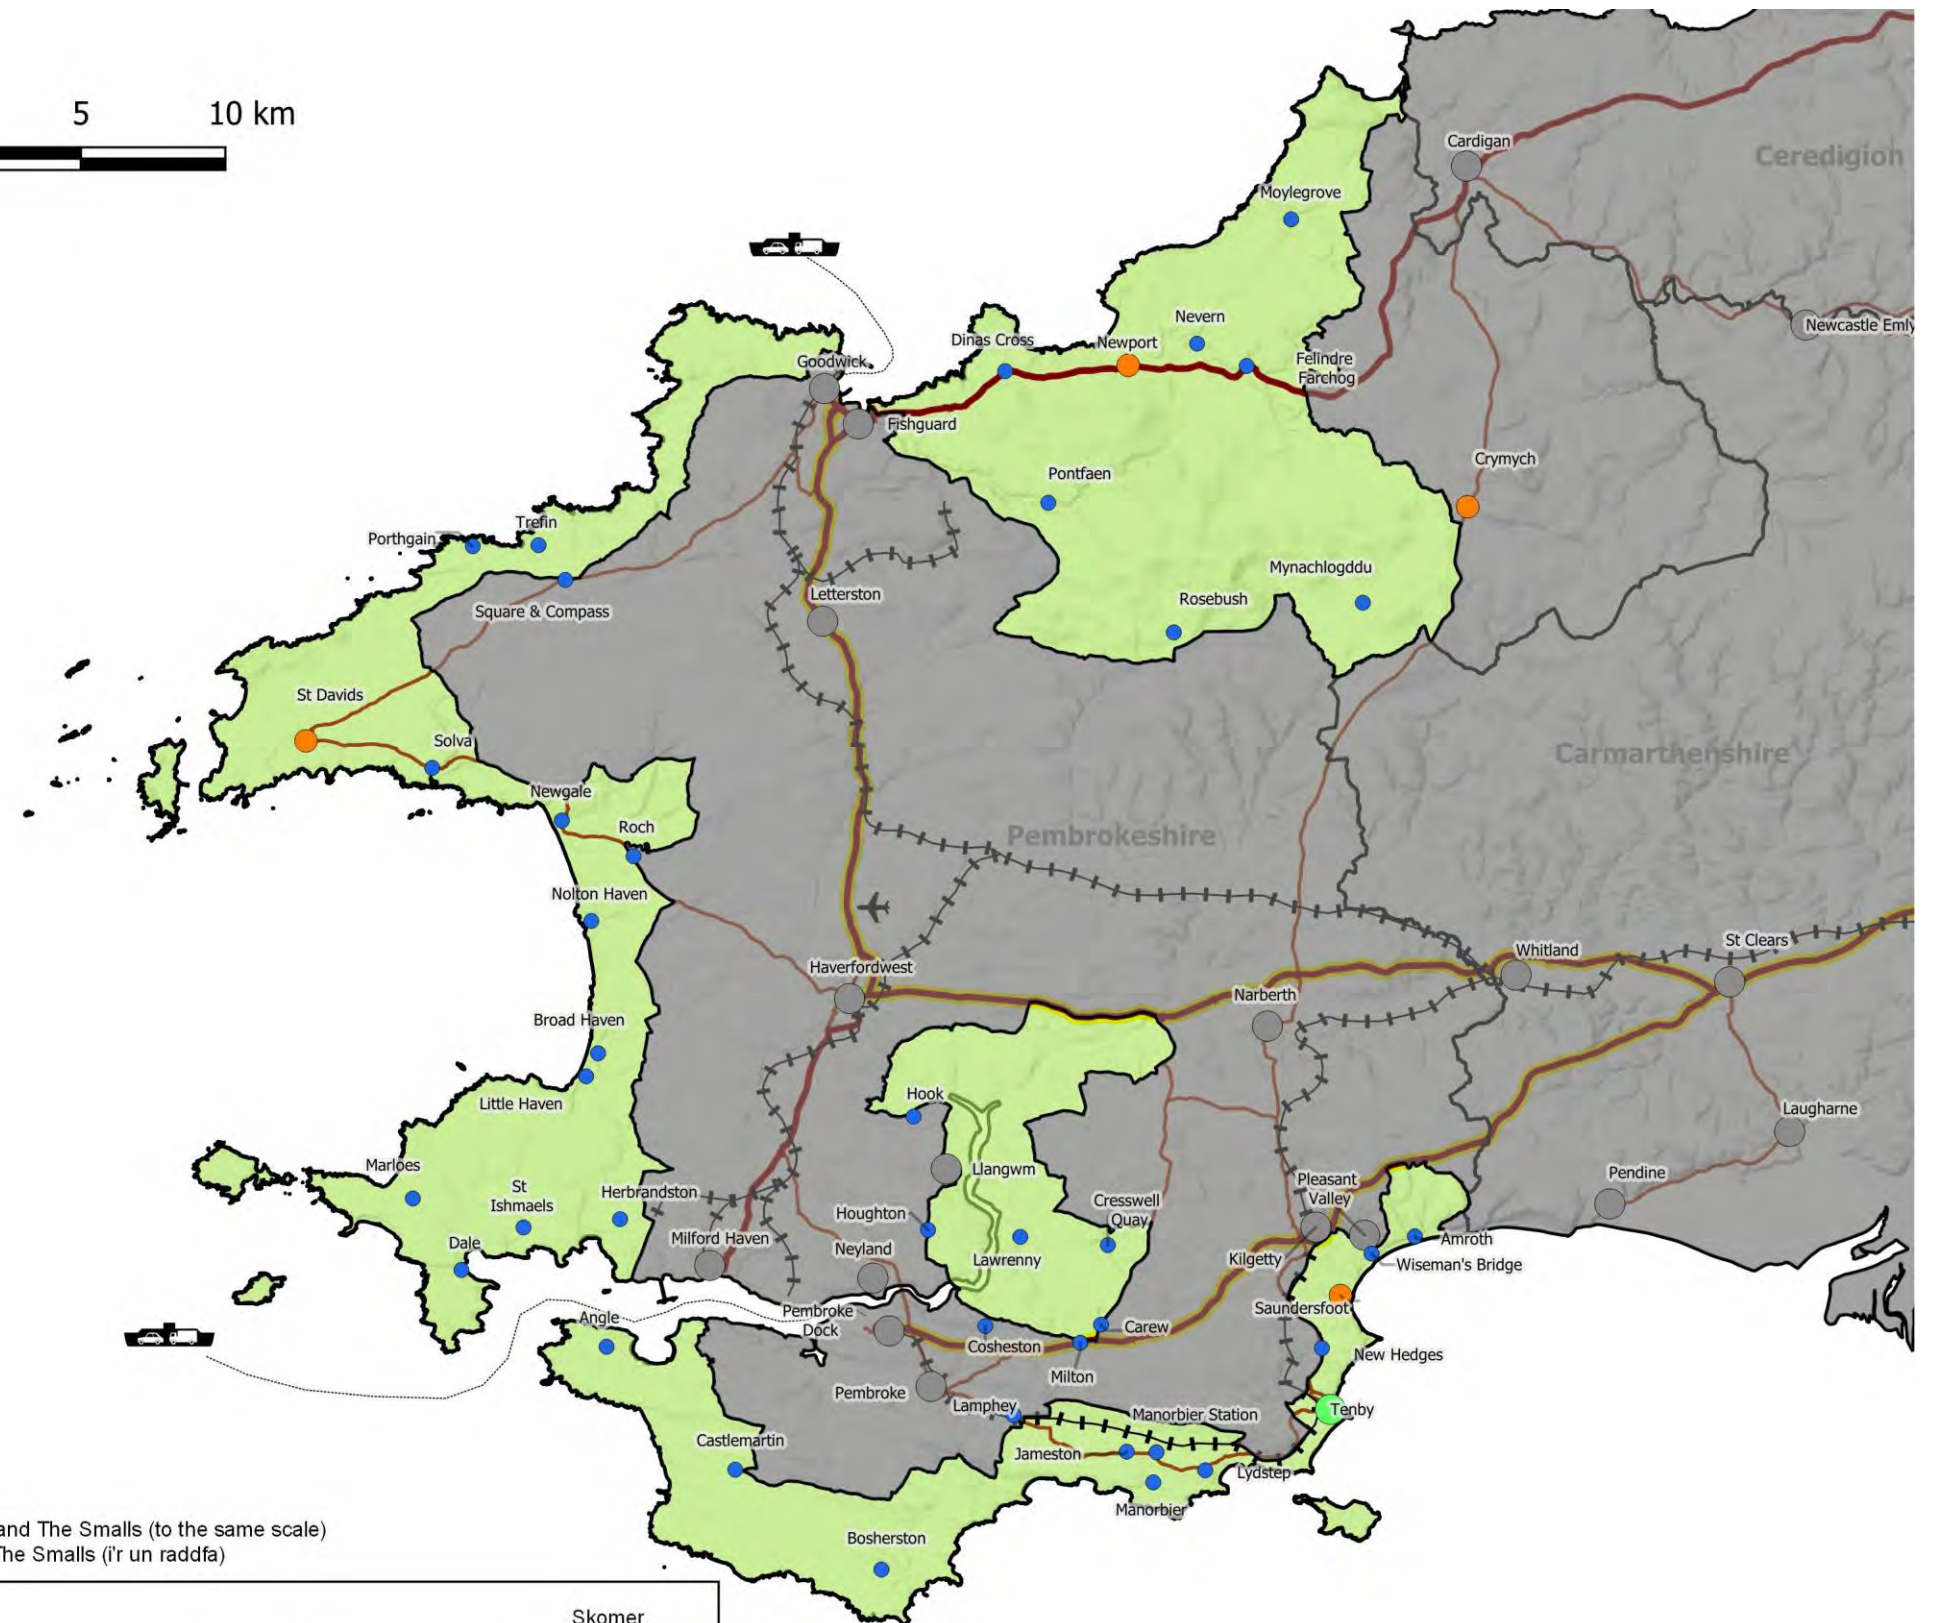 5 10 km
Cardigan
Ceredigion
Moylegrove
Newcastle Emly
Nevern
Dinas Cross
Newport
Felindre
Farchog
Goodwick
Fishguard
Crymych
Pontfaen
Trefin
Porthgain
Mynachlogddu
Letterston
Rosebush
Square & Compass
St Davids
Solva
Carmarthenshire
Newgale
Roch
Pembrokeshire
Nolton Haven
St Clears
Whitland
Haverfordwest
Narberth
Broad Haven
Hook
Little Haven
Laugharne
Marloes
Llangwm
Pleasant
Valley
Pendine
St
Ishmaels
Herbrandston
Cresswell
Quay
Houghton
Milford Haven
Dale
Neyland
Lawrenny
Kilgetty
Amroth
Wiseman's Bridge
Saundersfoot
Pembroke
Dock
Angle
Carew
Cosheston
New Hedges
Milton
Pembroke
Lamphey
Manorbier Station
Tenby
Castlemartin
Jameston
Lydstep
Manorbier
Bosherston
and The Smalls (to the same scale)
The Smalls (i'r un raddfa)
Skomer